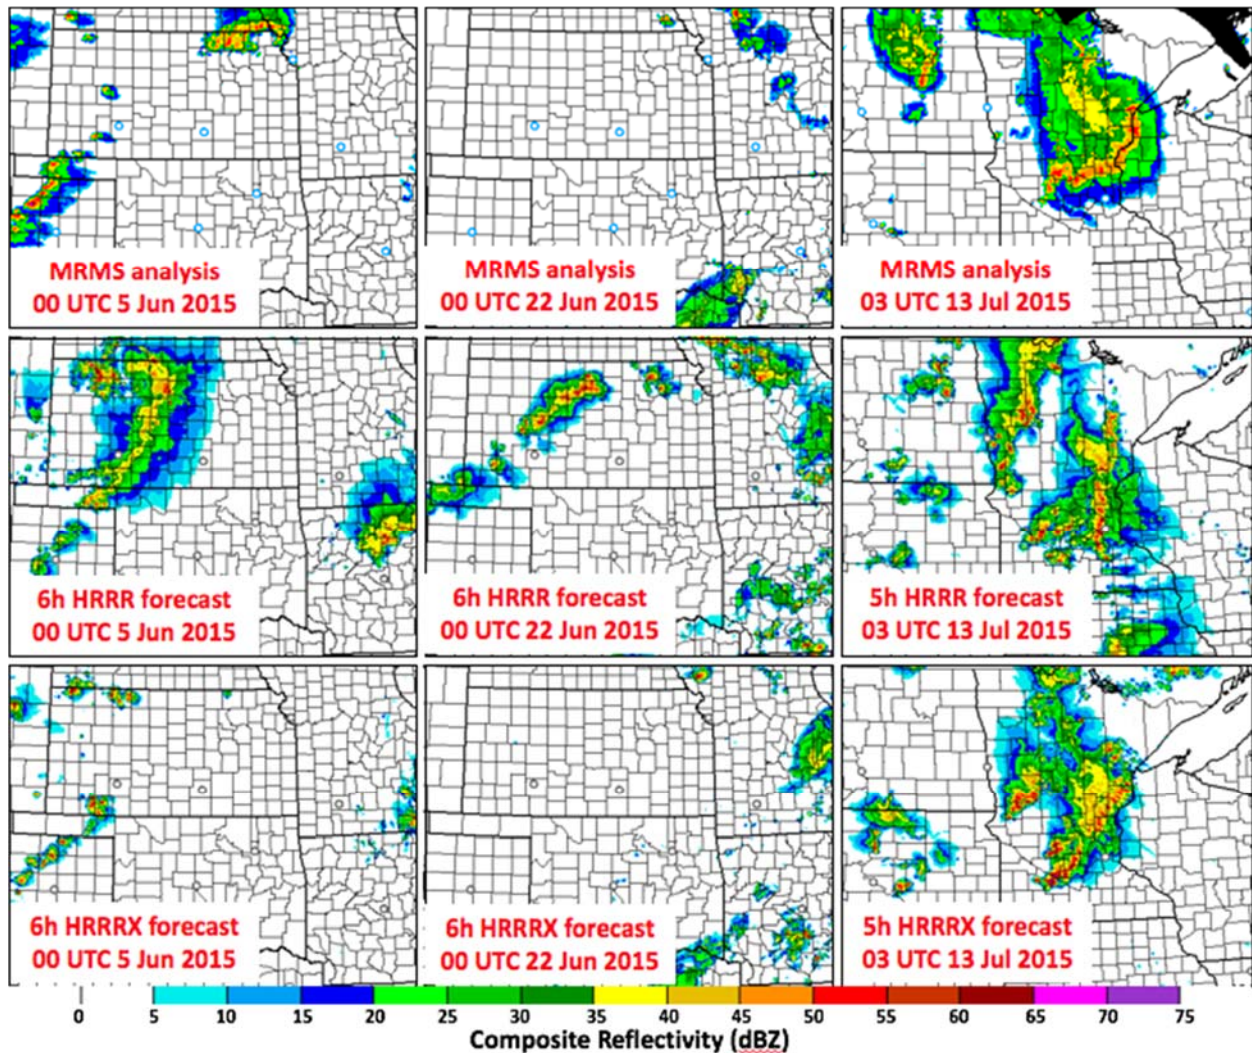 MRMS analysis
00 UTC 5 Jun 2015
MRMS analysis
00 UTC 22 Jun 2015
MRMS analysis
03 UTC 13 Jul 2015
6h HRRR forecast
00 UTC 5 Jun 2015
6h HRRR forecast
00 UTC 22 Jun 2015
5h HRRR forecast
03 UTC 13 Jul 2015
6h HRRRX forecast
00 UTC 5 Jun 2015
6h HRRRX forecast
00 UTC 22 Jun 2015
5h HRRRX forecast
03 UTC 13 Jul 2015
0 5 10 15 20 23 26 30 35 40 45 50 55 60 65 70 75
Composite Reflectivity (dBZ)